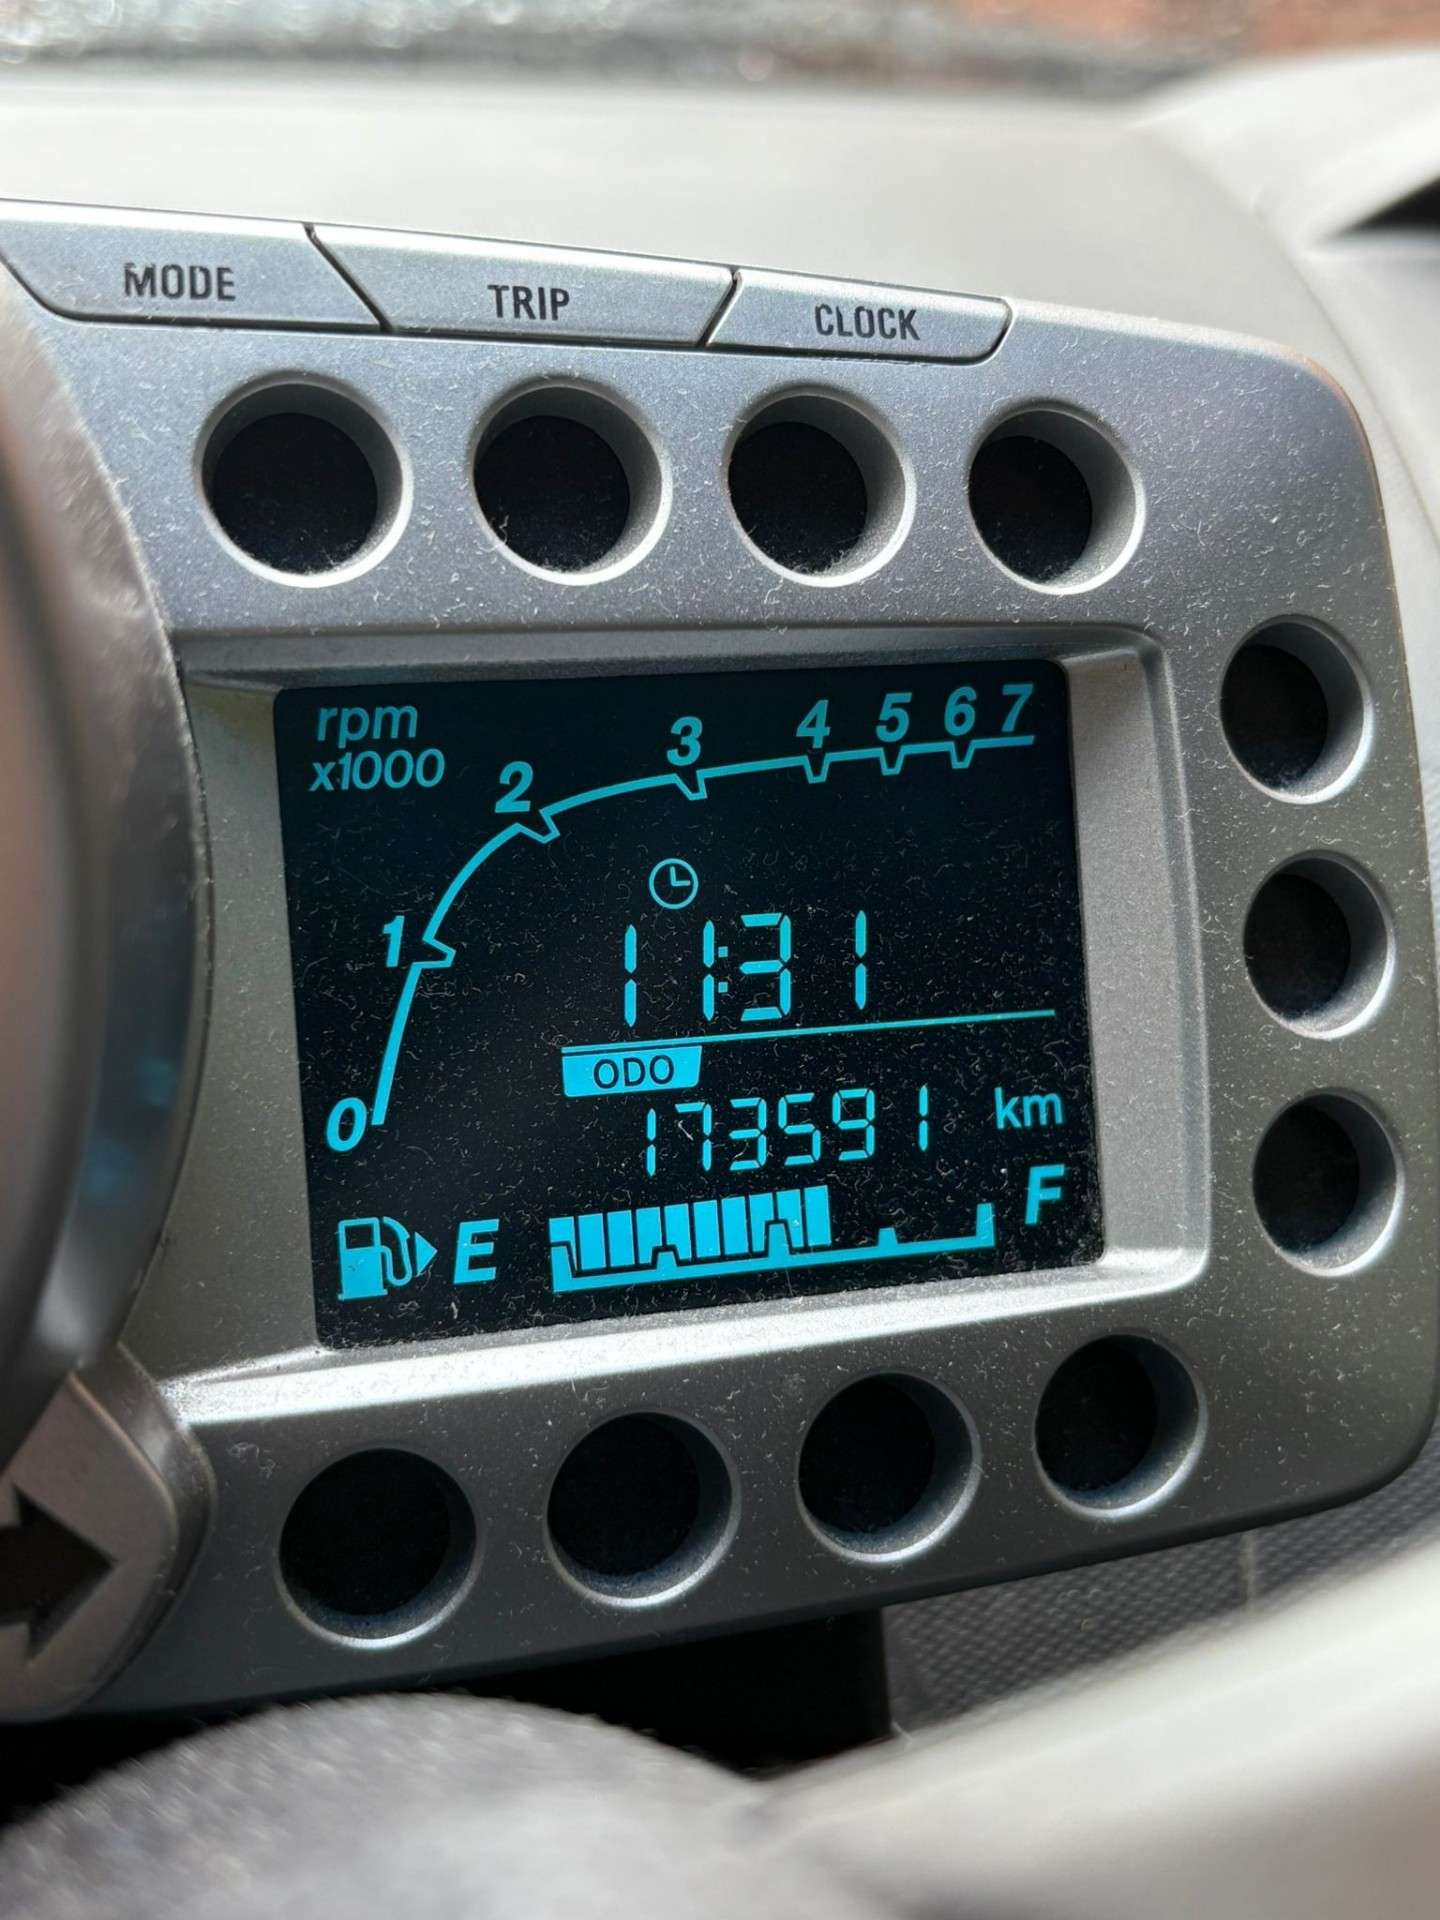 MODE TRIP CLOCK
rpm
x1000
0 1 2 3 4 5 6 7
11:31
ODO
173591 km
E F